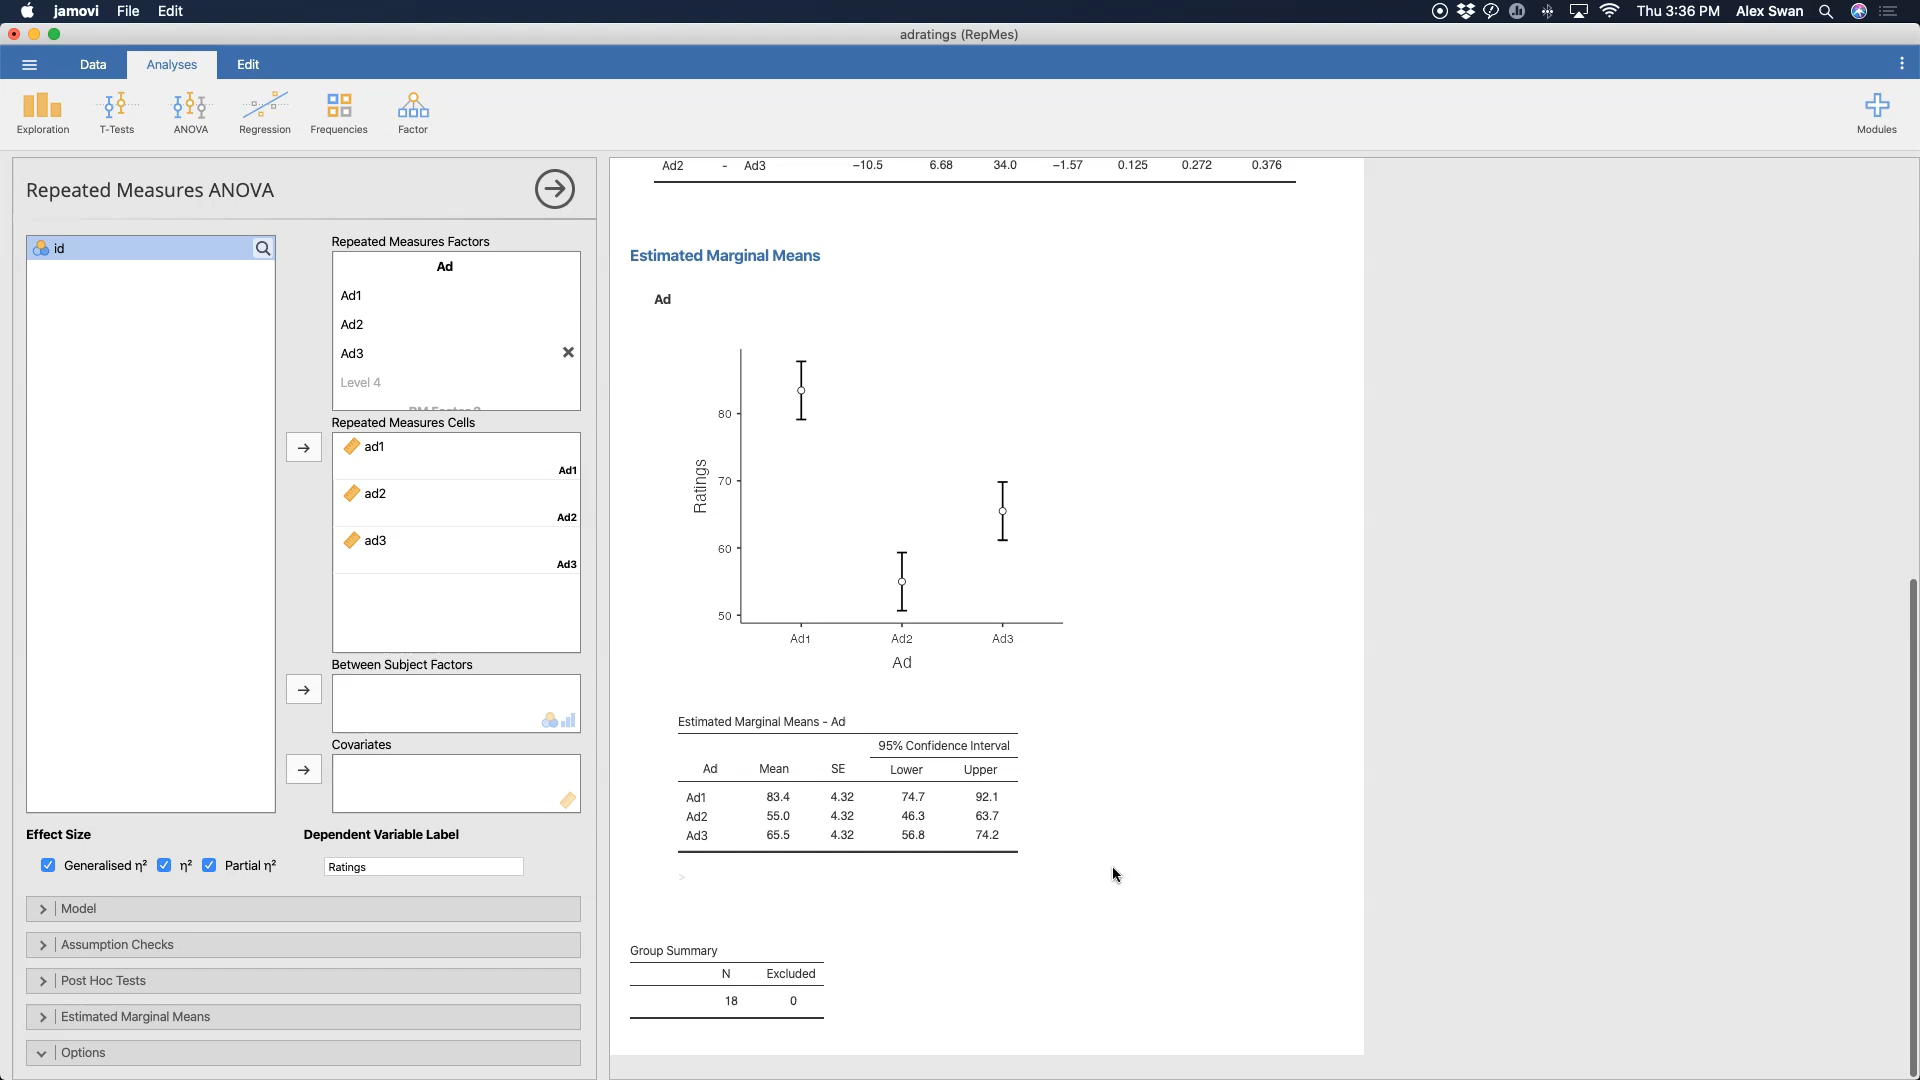 jamovi File Edit Thu 3:36 PM Alex Swan
adratings (RepMes)
Data Analyses Edit
Exploration T-Tests ANOVA Regression Frequencies Factor Modules
Repeated Measures ANOVA
id
Repeated Measures Factors
Ad
Ad1
Ad2
Ad3
Level 4
RM Factor 2
Repeated Measures Cells
ad1
Ad1
ad2
Ad2
ad3
Ad3
Between Subject Factors
Covariates
Effect Size Dependent Variable Label
Generalised η² η² Partial η² Ratings
Model
Assumption Checks
Post Hoc Tests
Estimated Marginal Means
Options
Ad2 - Ad3 −10.5 6.68 34.0 −1.57 0.125 0.272 0.376
Estimated Marginal Means
Ad
80
70
60
50
Ratings
Ad1 Ad2 Ad3
Ad
Estimated Marginal Means - Ad
95% Confidence Interval
Ad Mean SE Lower Upper
Ad1 83.4 4.32 74.7 92.1
Ad2 55.0 4.32 46.3 63.7
Ad3 65.5 4.32 56.8 74.2
Group Summary
N Excluded
18 0